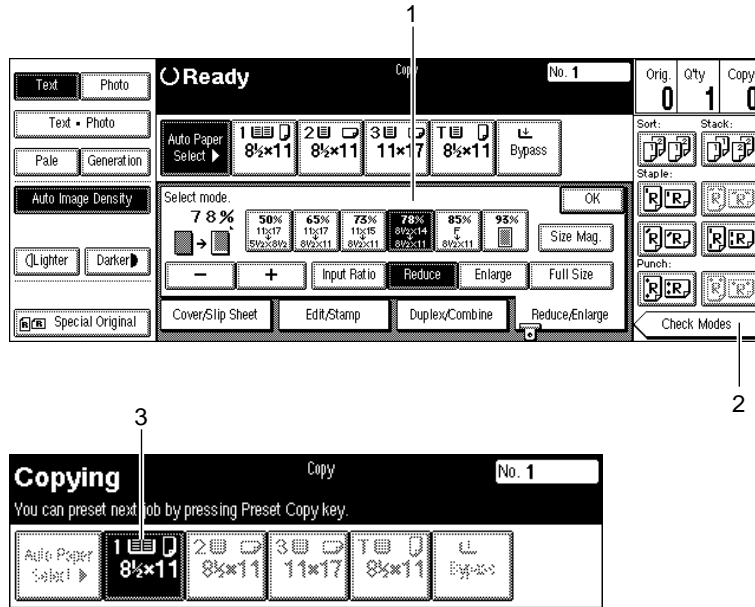 1
Text Photo
Text • Photo
Pale Generation
Auto Image Density
Lighter Darker
R R Special Original
Ready Copy No. 1
Auto Paper Select ▶
1 8½×11
2 8½×11
3 11×17
T 8½×11
Bypass
Select mode. OK
78%
50% 11×17 5½×8½
65% 11×17 8½×11
73% 11×15 8½×11
78% 8½×14 8½×11
85% F 8½×11
93%
Size Mag.
− + Input Ratio Reduce Enlarge Full Size
Cover/Slip Sheet Edit/Stamp Duplex/Combine Reduce/Enlarge
Orig. Q'ty Copy
0 1 0
Sort: Stack:
Staple:
Punch:
Check Modes
2
3
Copying Copy No. 1
You can preset next job by pressing Preset Copy key.
Auto Paper Select ▶
1 8½×11
2 8½×11
3 11×17
T 8½×11
Bypass